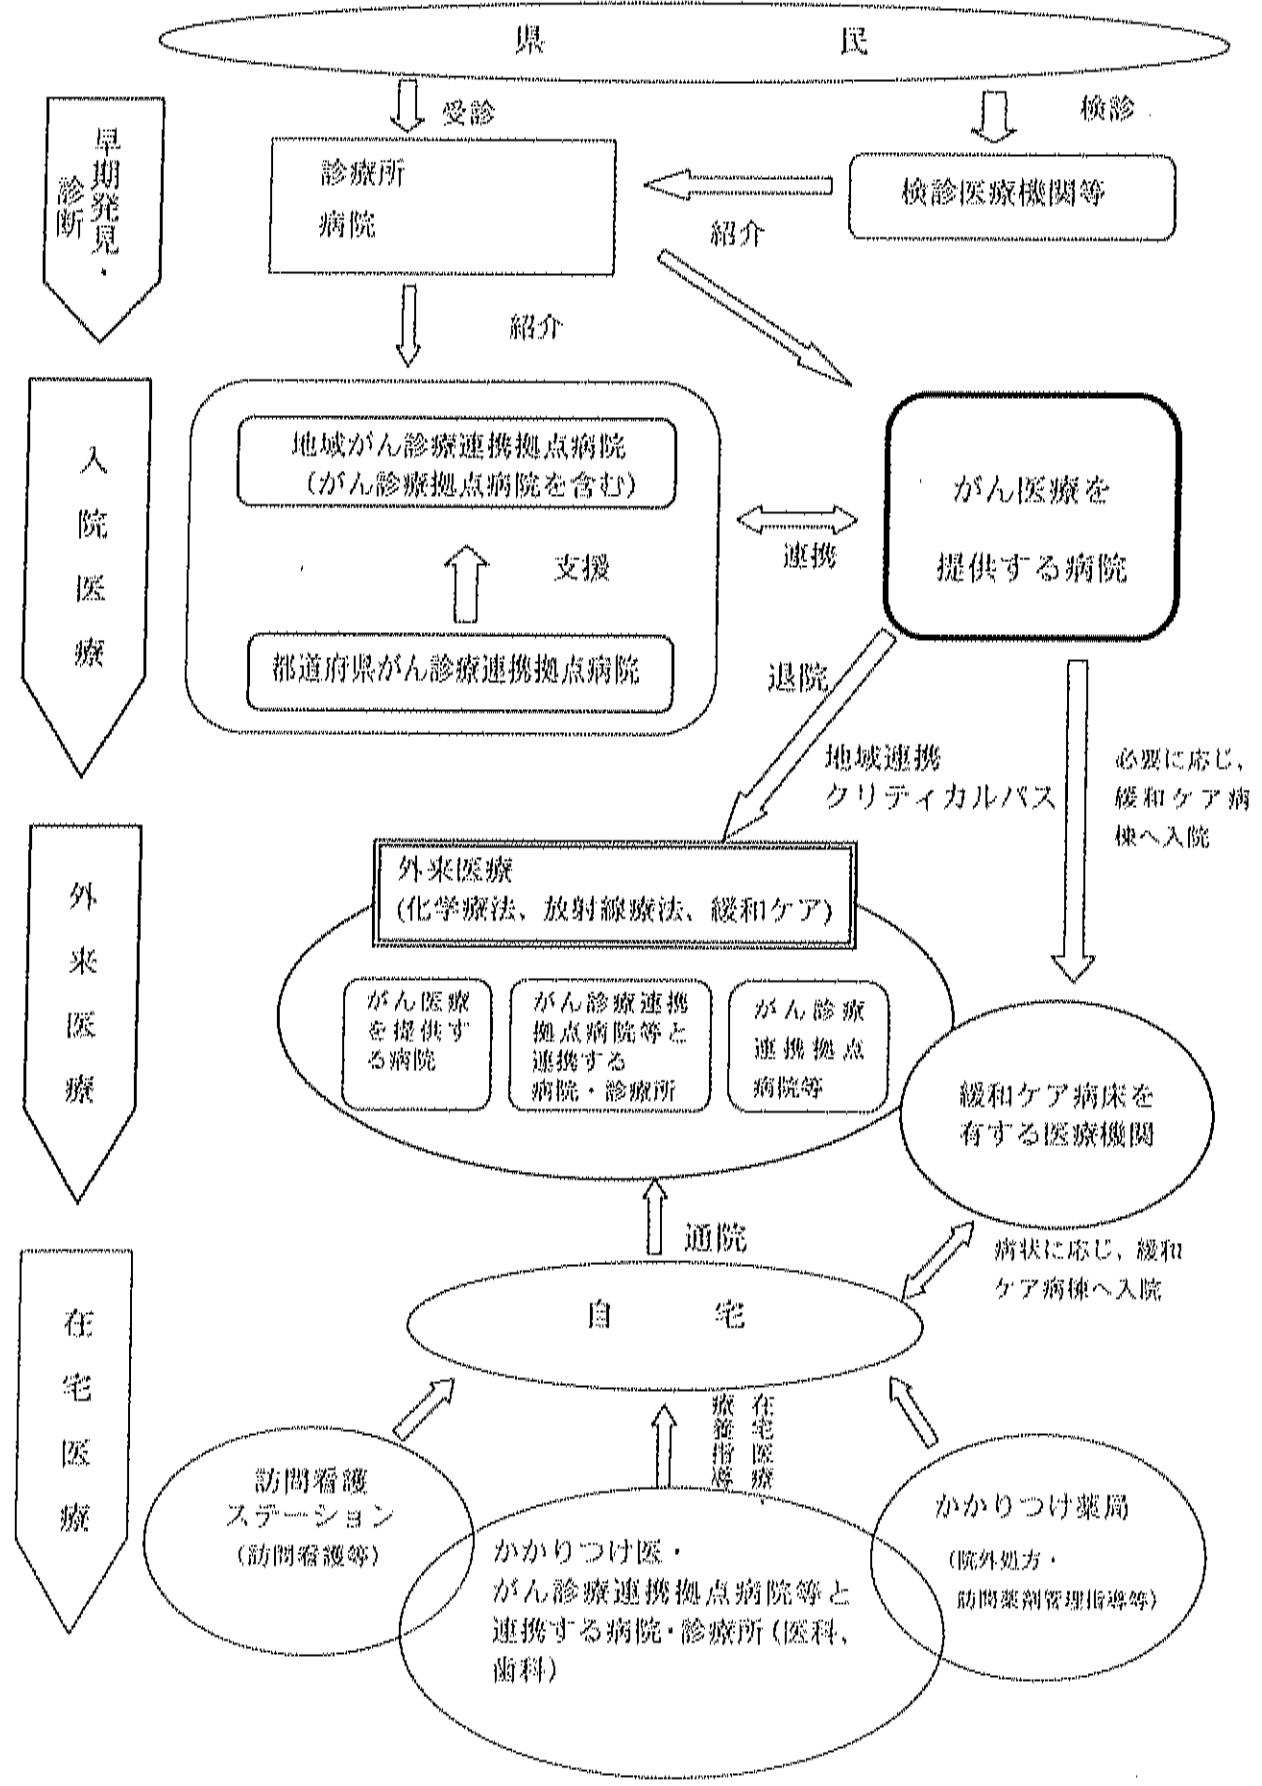 県　民
受診
検診
早期発見・
診断
診療所
病院
検診医療機関等
紹介
紹介
入院医療
地域がん診療連携拠点病院
(がん診療拠点病院を含む)
支援
都道府県がん診療連携拠点病院
連携
がん医療を
提供する病院
退院
地域連携
クリティカルパス
必要に応じ、
緩和ケア病
棟へ入院
外来医療
外来医療
(化学療法、放射線療法、緩和ケア)
がん医療
を提供す
る病院
がん診療連携
拠点病院等と
連携する
病院・診療所
がん診療
連携拠点
病院等
緩和ケア病床を
有する医療機関
通院
病状に応じ、緩和
ケア病棟へ入院
在宅医療
自　宅
在宅医療、
療養指導
訪問看護
ステーション
(訪問看護等)
かかりつけ医・
がん診療連携拠点病院等と
連携する病院・診療所(医科、
歯科)
かかりつけ薬局
(院外処方・
訪問薬剤管理指導等)